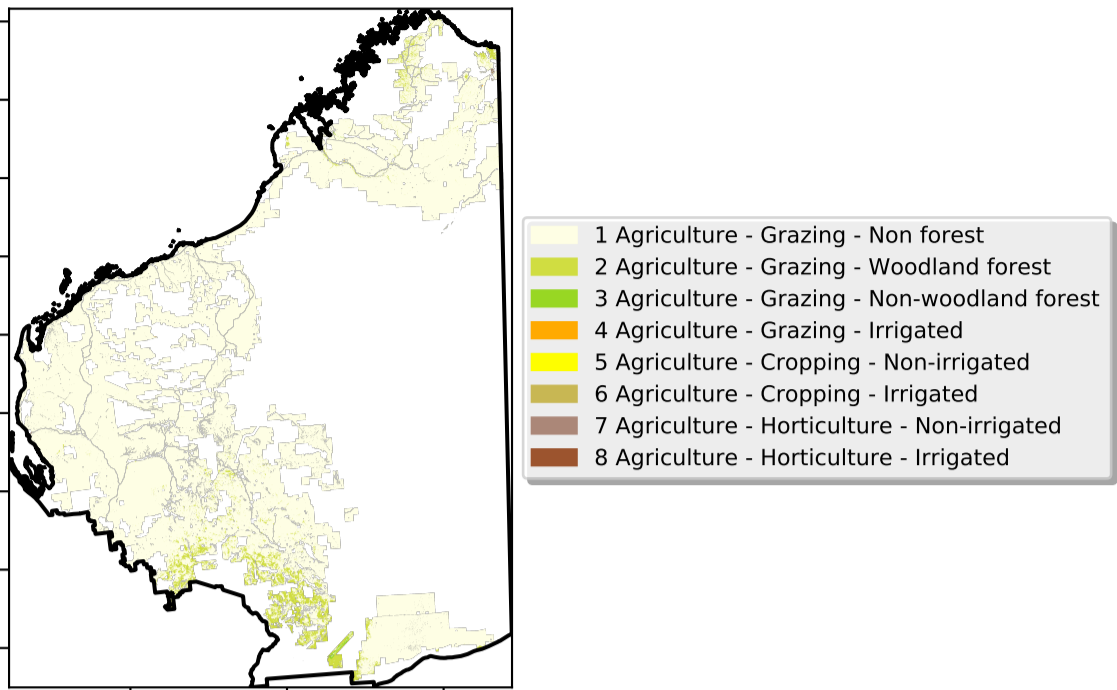 1 Agriculture - Grazing - Non forest
2 Agriculture - Grazing - Woodland forest
3 Agriculture - Grazing - Non-woodland forest
4 Agriculture - Grazing - Irrigated
5 Agriculture - Cropping - Non-irrigated
6 Agriculture - Cropping - Irrigated
7 Agriculture - Horticulture - Non-irrigated
8 Agriculture - Horticulture - Irrigated